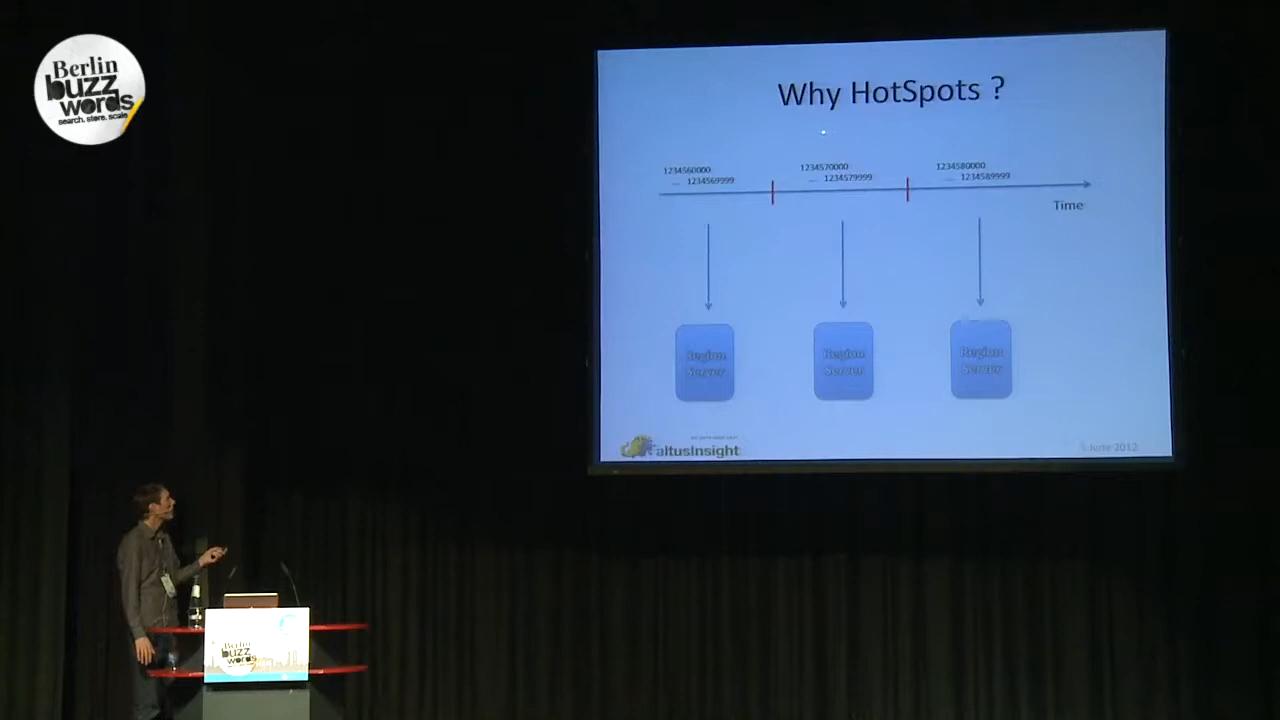 Berlin
buzz
words
search. store. scale
Why HotSpots ?
1234560000
... 1234569999
1234570000
... 1234579999
1234580000
... 1234589999
Time
Region
Server
Region
Server
Region
Server
altusInsight
5 June 2012
Berlin
buzz
words